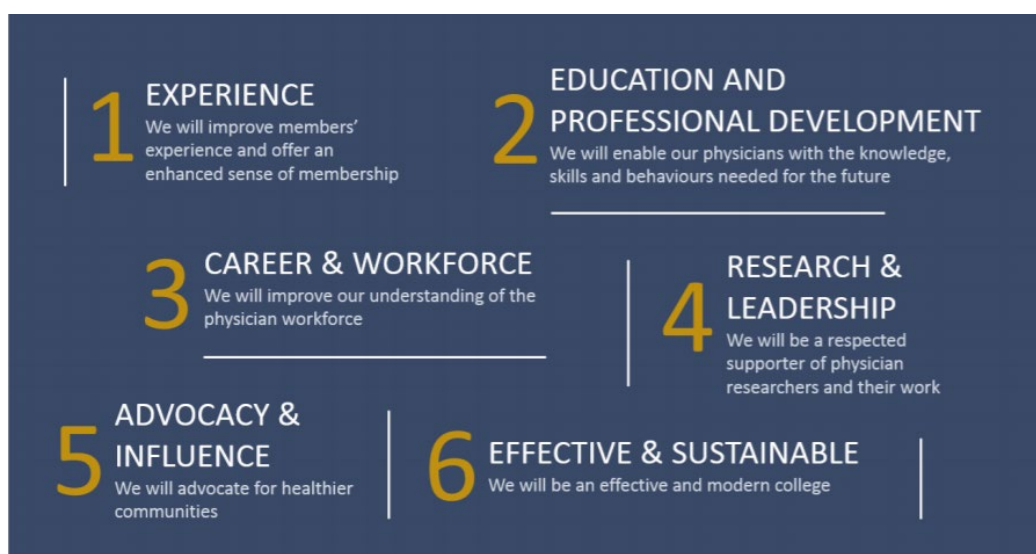 1
EXPERIENCE
We will improve members’
experience and offer an
enhanced sense of membership
2
EDUCATION AND
PROFESSIONAL DEVELOPMENT
We will enable our physicians with the knowledge,
skills and behaviours needed for the future
3
CAREER & WORKFORCE
We will improve our understanding of the
physician workforce
4
RESEARCH &
LEADERSHIP
We will be a respected
supporter of physician
researchers and their work
5
ADVOCACY &
INFLUENCE
We will advocate for healthier
communities
6
EFFECTIVE & SUSTAINABLE
We will be an effective and modern college